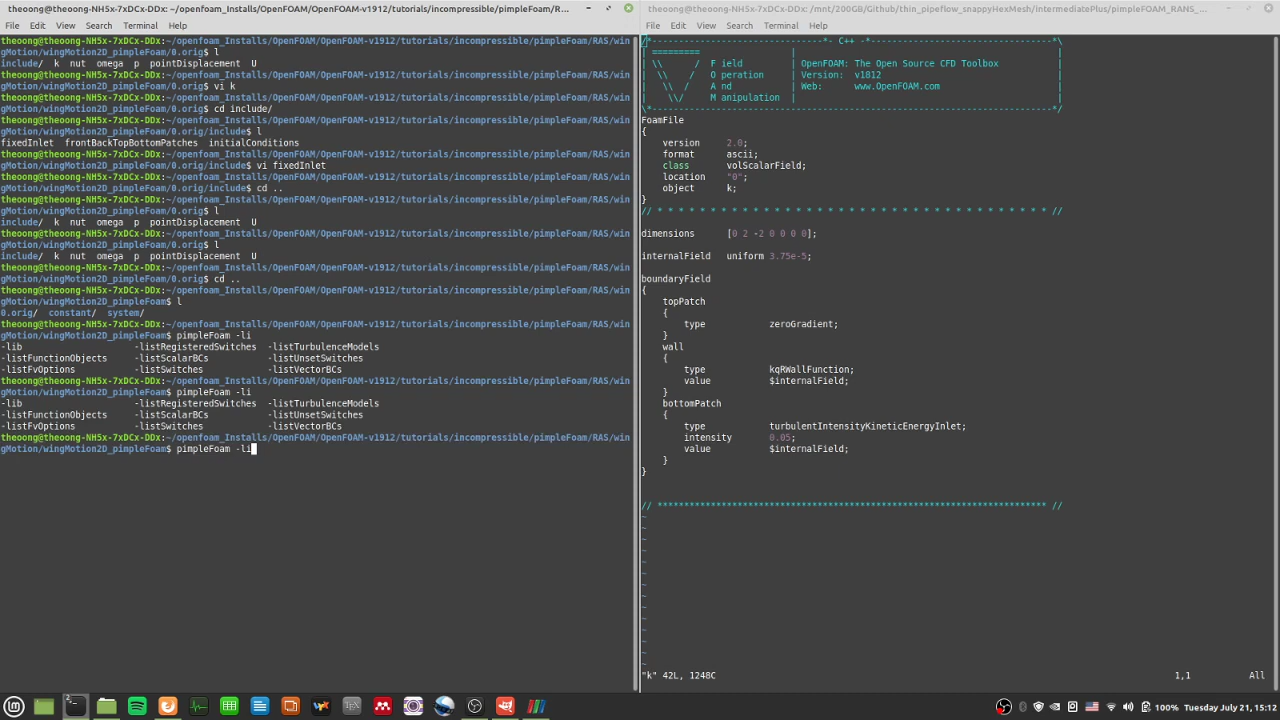 theoong@theoong-NH5x-7xDCx-DDx: ~/openfoam_Installs/OpenFOAM/OpenFOAM-v1912/tutorials/incompressible/pimpleFoam/R...
File Edit View Search Terminal Help
theoong@theoong-NH5x-7xDCx-DDx:~/openfoam_Installs/OpenFOAM/OpenFOAM-v1912/tutorials/incompressible/pimpleFoam/RAS/win
gMotion/wingMotion2D_pimpleFoam/0.orig$ l
include/ k nut omega p pointDisplacement U
theoong@theoong-NH5x-7xDCx-DDx:~/openfoam_Installs/OpenFOAM/OpenFOAM-v1912/tutorials/incompressible/pimpleFoam/RAS/win
gMotion/wingMotion2D_pimpleFoam/0.orig$ vi k
theoong@theoong-NH5x-7xDCx-DDx:~/openfoam_Installs/OpenFOAM/OpenFOAM-v1912/tutorials/incompressible/pimpleFoam/RAS/win
gMotion/wingMotion2D_pimpleFoam/0.orig$ cd include/
theoong@theoong-NH5x-7xDCx-DDx:~/openfoam_Installs/OpenFOAM/OpenFOAM-v1912/tutorials/incompressible/pimpleFoam/RAS/win
gMotion/wingMotion2D_pimpleFoam/0.orig/include$ l
fixedInlet frontBackTopBottomPatches initialConditions
theoong@theoong-NH5x-7xDCx-DDx:~/openfoam_Installs/OpenFOAM/OpenFOAM-v1912/tutorials/incompressible/pimpleFoam/RAS/win
gMotion/wingMotion2D_pimpleFoam/0.orig/include$ vi fixedInlet
theoong@theoong-NH5x-7xDCx-DDx:~/openfoam_Installs/OpenFOAM/OpenFOAM-v1912/tutorials/incompressible/pimpleFoam/RAS/win
gMotion/wingMotion2D_pimpleFoam/0.orig/include$ cd ..
theoong@theoong-NH5x-7xDCx-DDx:~/openfoam_Installs/OpenFOAM/OpenFOAM-v1912/tutorials/incompressible/pimpleFoam/RAS/win
gMotion/wingMotion2D_pimpleFoam/0.orig$ l
include/ k nut omega p pointDisplacement U
theoong@theoong-NH5x-7xDCx-DDx:~/openfoam_Installs/OpenFOAM/OpenFOAM-v1912/tutorials/incompressible/pimpleFoam/RAS/win
gMotion/wingMotion2D_pimpleFoam/0.orig$ l
include/ k nut omega p pointDisplacement U
theoong@theoong-NH5x-7xDCx-DDx:~/openfoam_Installs/OpenFOAM/OpenFOAM-v1912/tutorials/incompressible/pimpleFoam/RAS/win
gMotion/wingMotion2D_pimpleFoam/0.orig$ cd ..
theoong@theoong-NH5x-7xDCx-DDx:~/openfoam_Installs/OpenFOAM/OpenFOAM-v1912/tutorials/incompressible/pimpleFoam/RAS/win
gMotion/wingMotion2D_pimpleFoam$ l
0.orig/ constant/ system/
theoong@theoong-NH5x-7xDCx-DDx:~/openfoam_Installs/OpenFOAM/OpenFOAM-v1912/tutorials/incompressible/pimpleFoam/RAS/win
gMotion/wingMotion2D_pimpleFoam$ pimpleFoam -li
-lib -listRegisteredSwitches -listTurbulenceModels
-listFunctionObjects -listScalarBCs -listUnsetSwitches
-listFvOptions -listSwitches -listVectorBCs
theoong@theoong-NH5x-7xDCx-DDx:~/openfoam_Installs/OpenFOAM/OpenFOAM-v1912/tutorials/incompressible/pimpleFoam/RAS/win
gMotion/wingMotion2D_pimpleFoam$ pimpleFoam -li
-lib -listRegisteredSwitches -listTurbulenceModels
-listFunctionObjects -listScalarBCs -listUnsetSwitches
-listFvOptions -listSwitches -listVectorBCs
theoong@theoong-NH5x-7xDCx-DDx:~/openfoam_Installs/OpenFOAM/OpenFOAM-v1912/tutorials/incompressible/pimpleFoam/RAS/win
gMotion/wingMotion2D_pimpleFoam$ pimpleFoam -li
theoong@theoong-NH5x-7xDCx-DDx: /mnt/200GB/Github/thin_pipeflow_snappyHexMesh/intermediatePlus/pimpleFOAM_RANS_...
File Edit View Search Terminal Help
/*--------------------------------*- C++ -*----------------------------------*\
| ========= | |
| \\ / F ield | OpenFOAM: The Open Source CFD Toolbox |
| \\ / O peration | Version: v1812 |
| \\ / A nd | Web: www.OpenFOAM.com |
| \\/ M anipulation | |
\*---------------------------------------------------------------------------*/
FoamFile
{
version 2.0;
format ascii;
class volScalarField;
location "0";
object k;
}
// * * * * * * * * * * * * * * * * * * * * * * * * * * * * * * * * * * * * * //
dimensions [0 2 -2 0 0 0 0];
internalField uniform 3.75e-5;
boundaryField
{
topPatch
{
type zeroGradient;
}
wall
{
type kqRWallFunction;
value $internalField;
}
bottomPatch
{
type turbulentIntensityKineticEnergyInlet;
intensity 0.05;
value $internalField;
}
}
// ************************************************************************* //
~
~
~
~
~
~
~
~
~
~
~
~
~
~
"k" 42L, 1248C 1,1 All
100% Tuesday July 21, 15:12